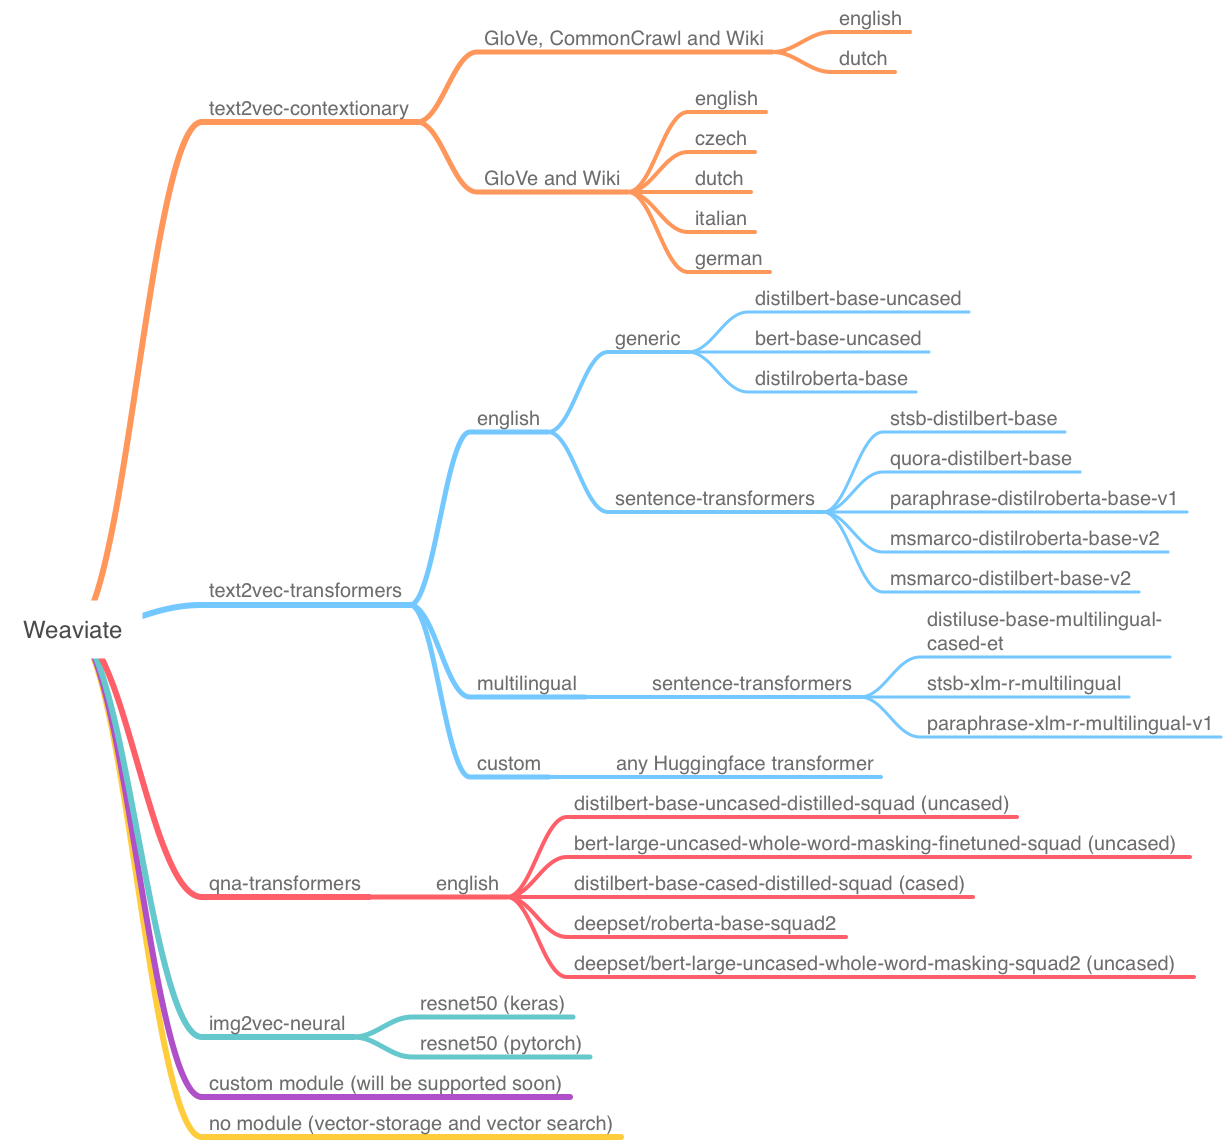 english
GloVe, CommonCrawl and Wiki
dutch
text2vec-contextionary
english
czech
GloVe and Wiki
dutch
italian
german
distilbert-base-uncased
generic
bert-base-uncased
distilroberta-base
english
stsb-distilbert-base
quora-distilbert-base
sentence-transformers
paraphrase-distilroberta-base-v1
msmarco-distilroberta-base-v2
msmarco-distilbert-base-v2
text2vec-transformers
Weaviate
distiluse-base-multilingual-
cased-et
multilingual
sentence-transformers
stsb-xlm-r-multilingual
paraphrase-xlm-r-multilingual-v1
custom
any Huggingface transformer
distilbert-base-uncased-distilled-squad (uncased)
bert-large-uncased-whole-word-masking-finetuned-squad (uncased)
qna-transformers
english
distilbert-base-cased-distilled-squad (cased)
deepset/roberta-base-squad2
deepset/bert-large-uncased-whole-word-masking-squad2 (uncased)
resnet50 (keras)
img2vec-neural
resnet50 (pytorch)
custom module (will be supported soon)
no module (vector-storage and vector search)